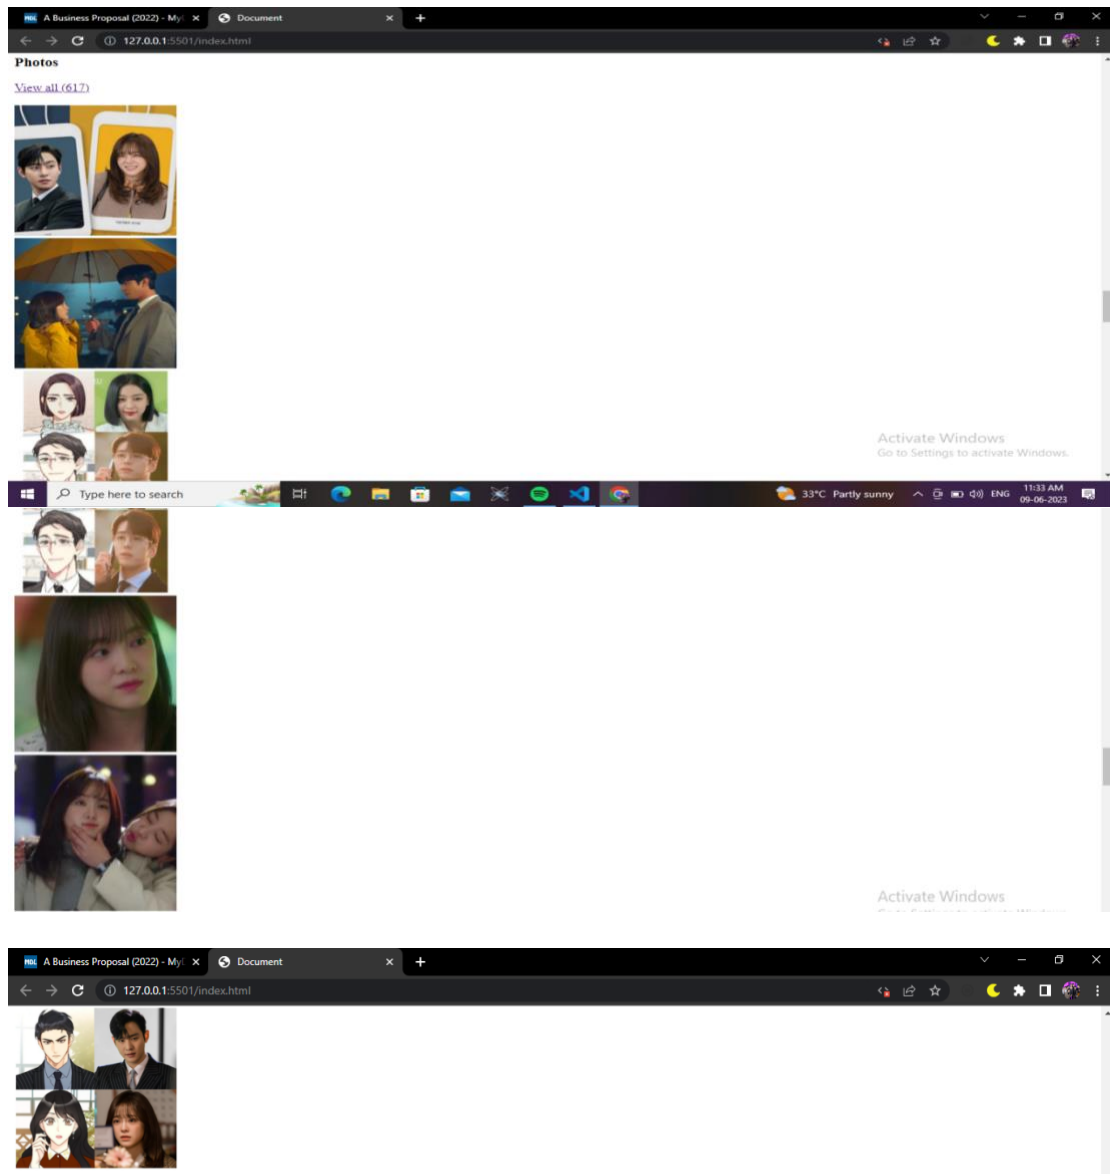 A Business Proposal (2022) - My
Document
127.0.0.1:5501/index.html
Photos
View all (617)
Activate Windows
Go to Settings to activate Windows.
Type here to search
33°C Partly sunny
ENG
11:33 AM
09-06-2023
Activate Windows
MDL A Business Proposal (2022) - My
Document
127.0.0.1:5501/index.html